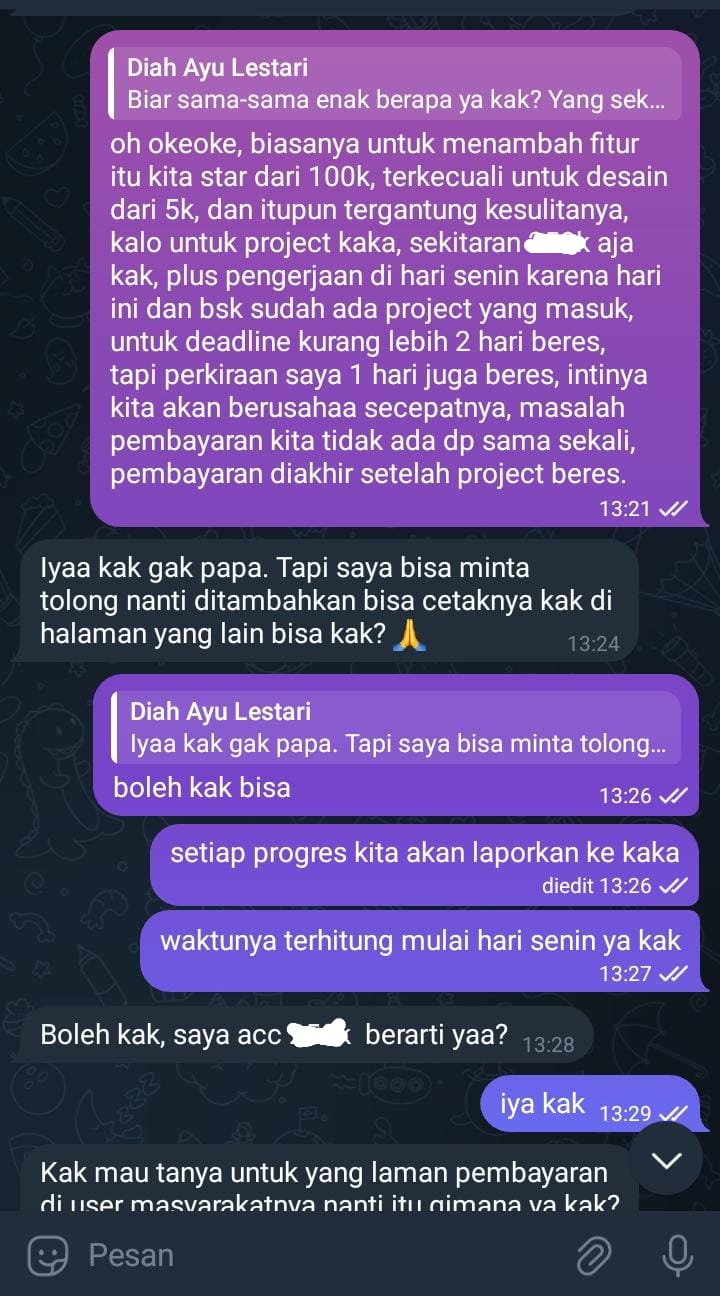 Diah Ayu Lestari
Biar sama-sama enak berapa ya kak? Yang sek...
oh okeoke, biasanya untuk menambah fitur
itu kita star dari 100k, terkecuali untuk desain
dari 5k, dan itupun tergantung kesulitanya,
kalo untuk project kaka, sekitaran aja
kak, plus pengerjaan di hari senin karena hari
ini dan bsk sudah ada project yang masuk,
untuk deadline kurang lebih 2 hari beres,
tapi perkiraan saya 1 hari juga beres, intinya
kita akan berusahaa secepatnya, masalah
pembayaran kita tidak ada dp sama sekali,
pembayaran diakhir setelah project beres.
13:21
Iyaa kak gak papa. Tapi saya bisa minta
tolong nanti ditambahkan bisa cetaknya kak di
halaman yang lain bisa kak? 🙏 13:24
Diah Ayu Lestari
Iyaa kak gak papa. Tapi saya bisa minta tolong...
boleh kak bisa 13:26
setiap progres kita akan laporkan ke kaka
diedit 13:26
waktunya terhitung mulai hari senin ya kak
13:27
Boleh kak, saya acc berarti yaa? 13:28
iya kak 13:29
Kak mau tanya untuk yang laman pembayaran
di user masyarakatnya nanti itu gimana ya kak?
Pesan